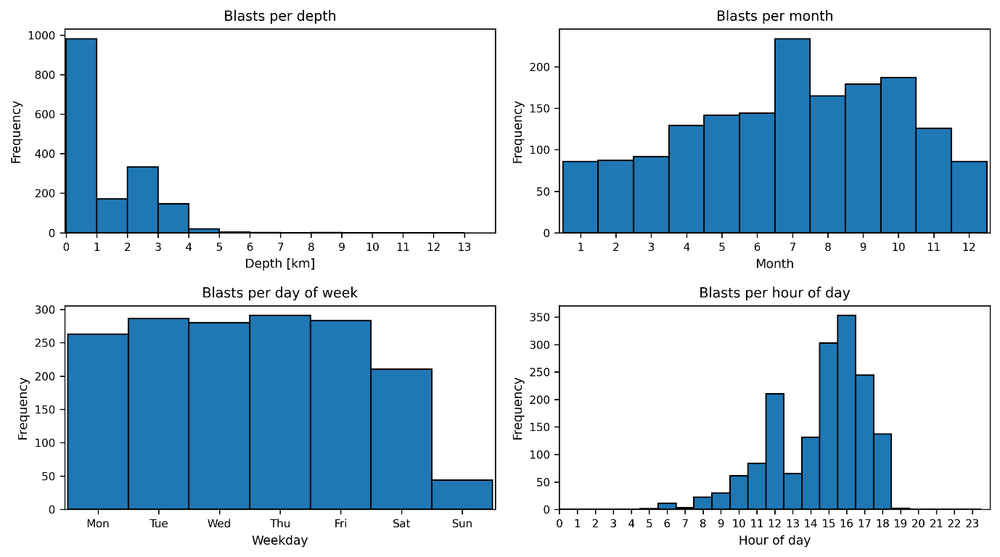 Blasts per depth
Frequency
1000
800
600
400
200
0
0 1 2 3 4 5 6 7 8 9 10 11 12 13
Depth [km]
Blasts per month
Frequency
200
150
100
50
0
1 2 3 4 5 6 7 8 9 10 11 12
Month
Blasts per day of week
Frequency
300
250
200
150
100
50
0
Mon Tue Wed Thu Fri Sat Sun
Weekday
Blasts per hour of day
Frequency
350
300
250
200
150
100
50
0
0 1 2 3 4 5 6 7 8 9 10 11 12 13 14 15 16 17 18 19 20 21 22 23
Hour of day